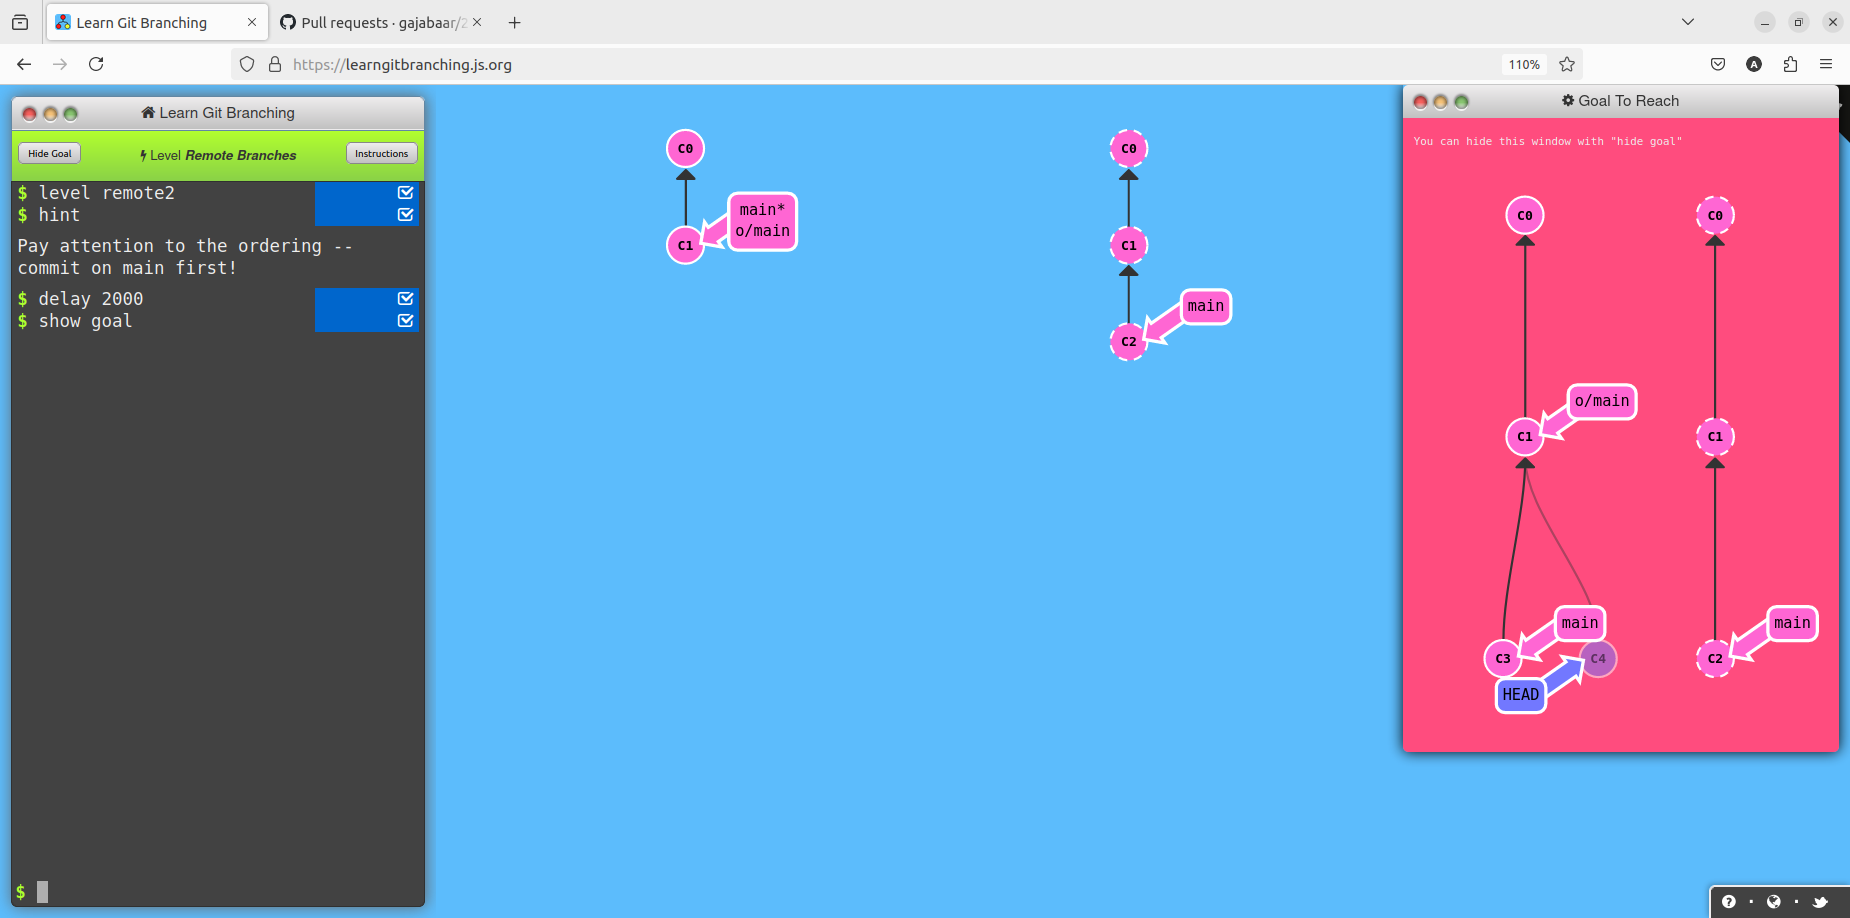 Learn Git Branching
Pull requests · gajabaar/2
https://learngitbranching.js.org
110%
A
Learn Git Branching
Hide Goal
Level Remote Branches
Instructions
$ level remote2
$ hint
Pay attention to the ordering --
commit on main first!
$ delay 2000
$ show goal
$
C0
main*
o/main
C1
C0
C1
main
C2
Goal To Reach
You can hide this window with "hide goal"
C0
C0
o/main
C1
C1
main
main
C3
C4
C2
HEAD